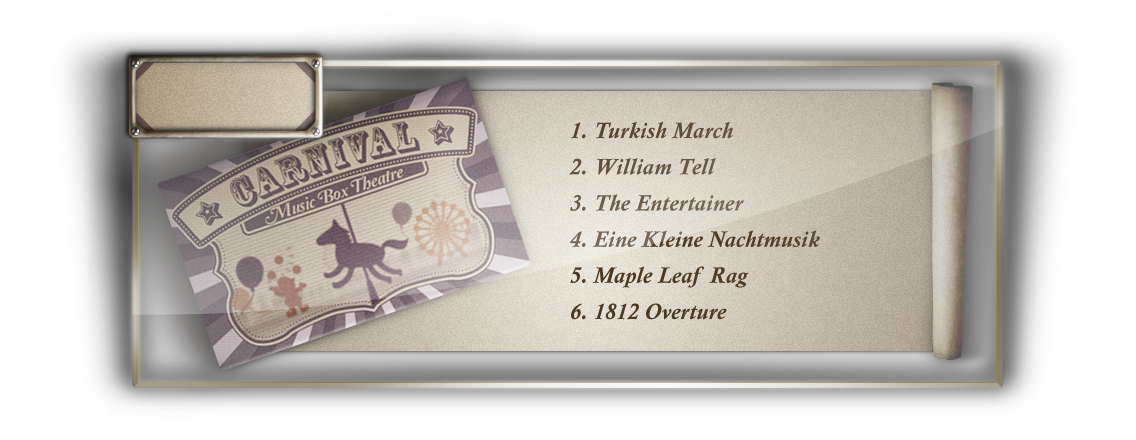 CARNIVAL
Music Box Theatre
1. Turkish March
2. William Tell
3. The Entertainer
4. Eine Kleine Nachtmusik
5. Maple Leaf Rag
6. 1812 Overture